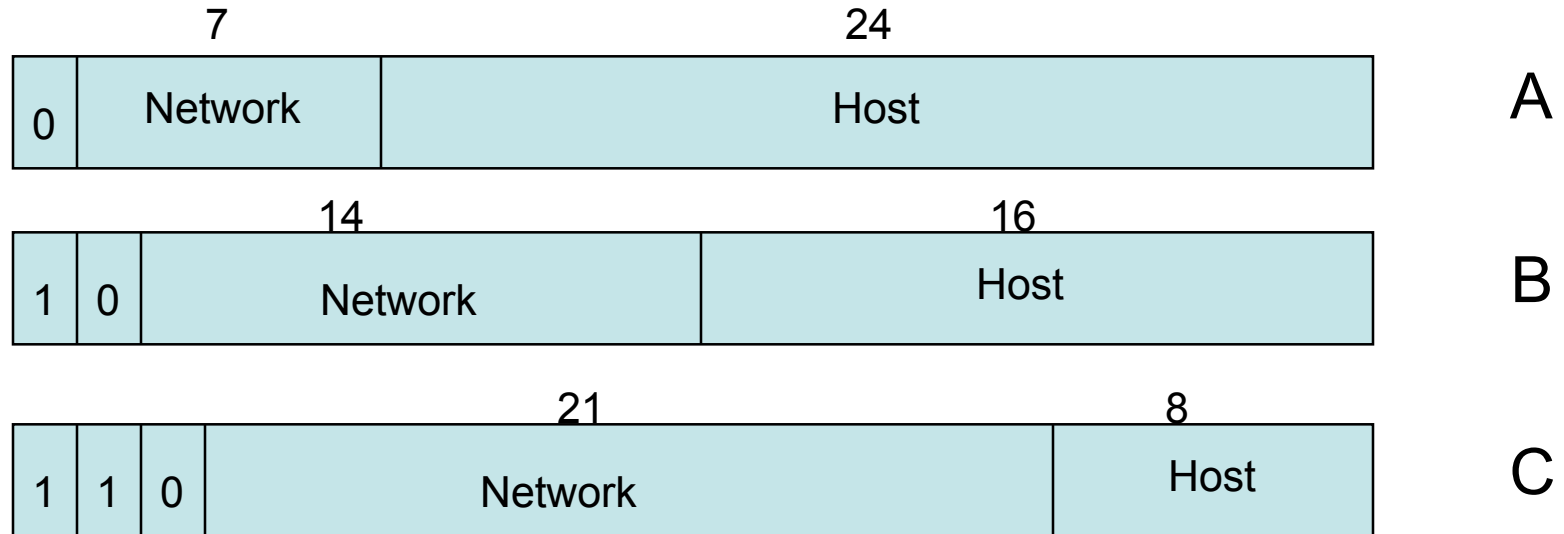 7 24
0 Network Host A
14 16
1 0 Network Host B
21 8
1 1 0 Network Host C